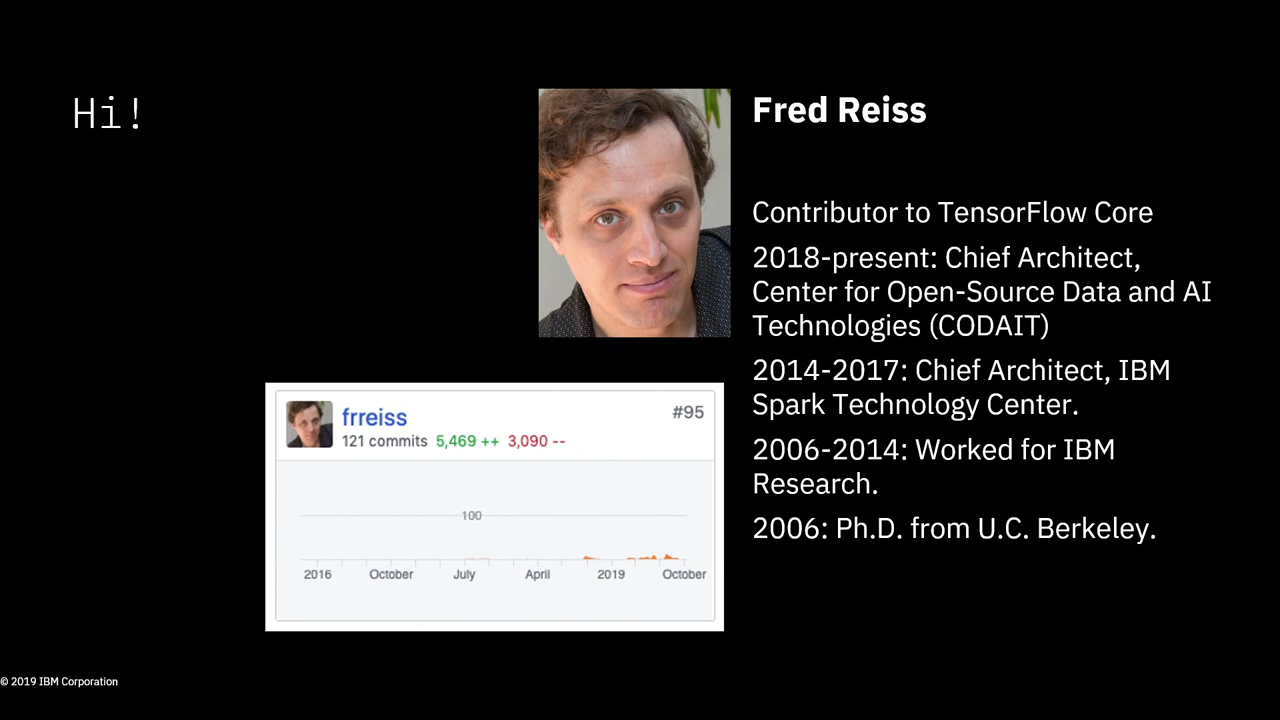 Hi!
Fred Reiss
Contributor to TensorFlow Core
2018-present: Chief Architect,
Center for Open-Source Data and AI
Technologies (CODAIT)
2014-2017: Chief Architect, IBM
Spark Technology Center.
2006-2014: Worked for IBM
Research.
2006: Ph.D. from U.C. Berkeley.
frreiss #95
121 commits 5,469 ++ 3,090 --
100
2016 October July April 2019 October
© 2019 IBM Corporation